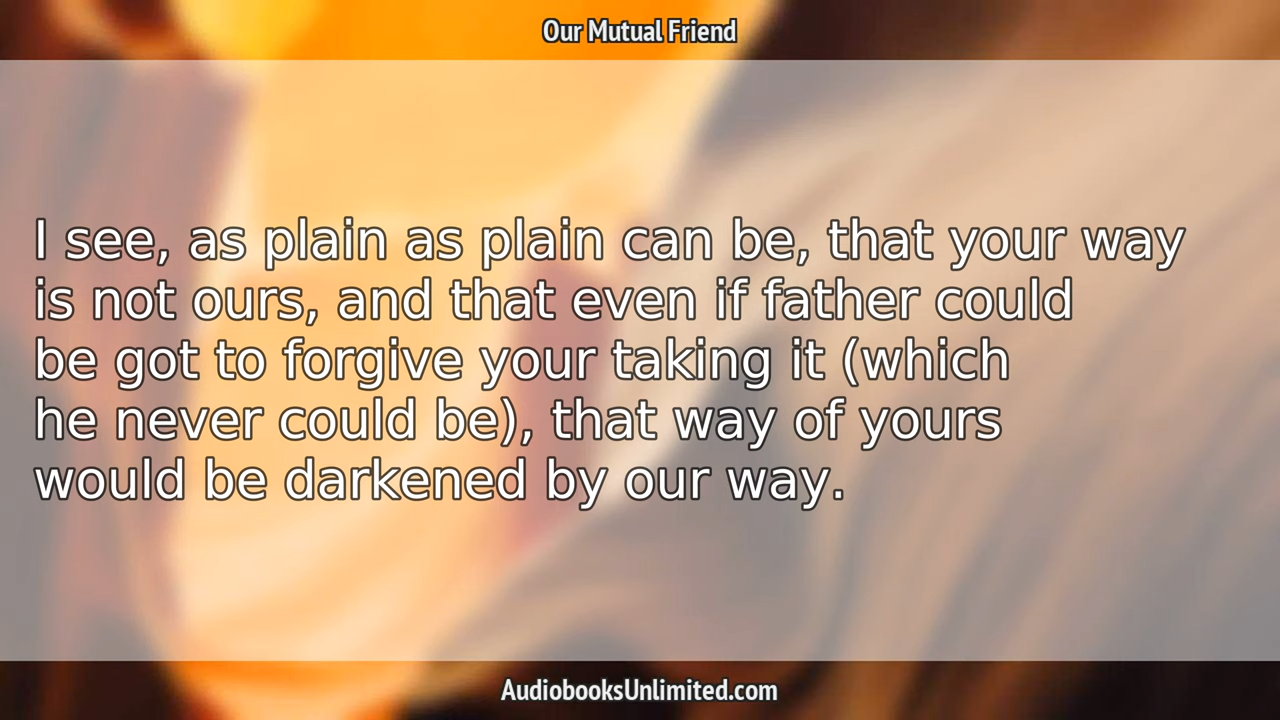 Our Mutual Friend
I see, as plain as plain can be, that your way
is not ours, and that even if father could
be got to forgive your taking it (which
he never could be), that way of yours
would be darkened by our way.
AudiobooksUnlimited.com